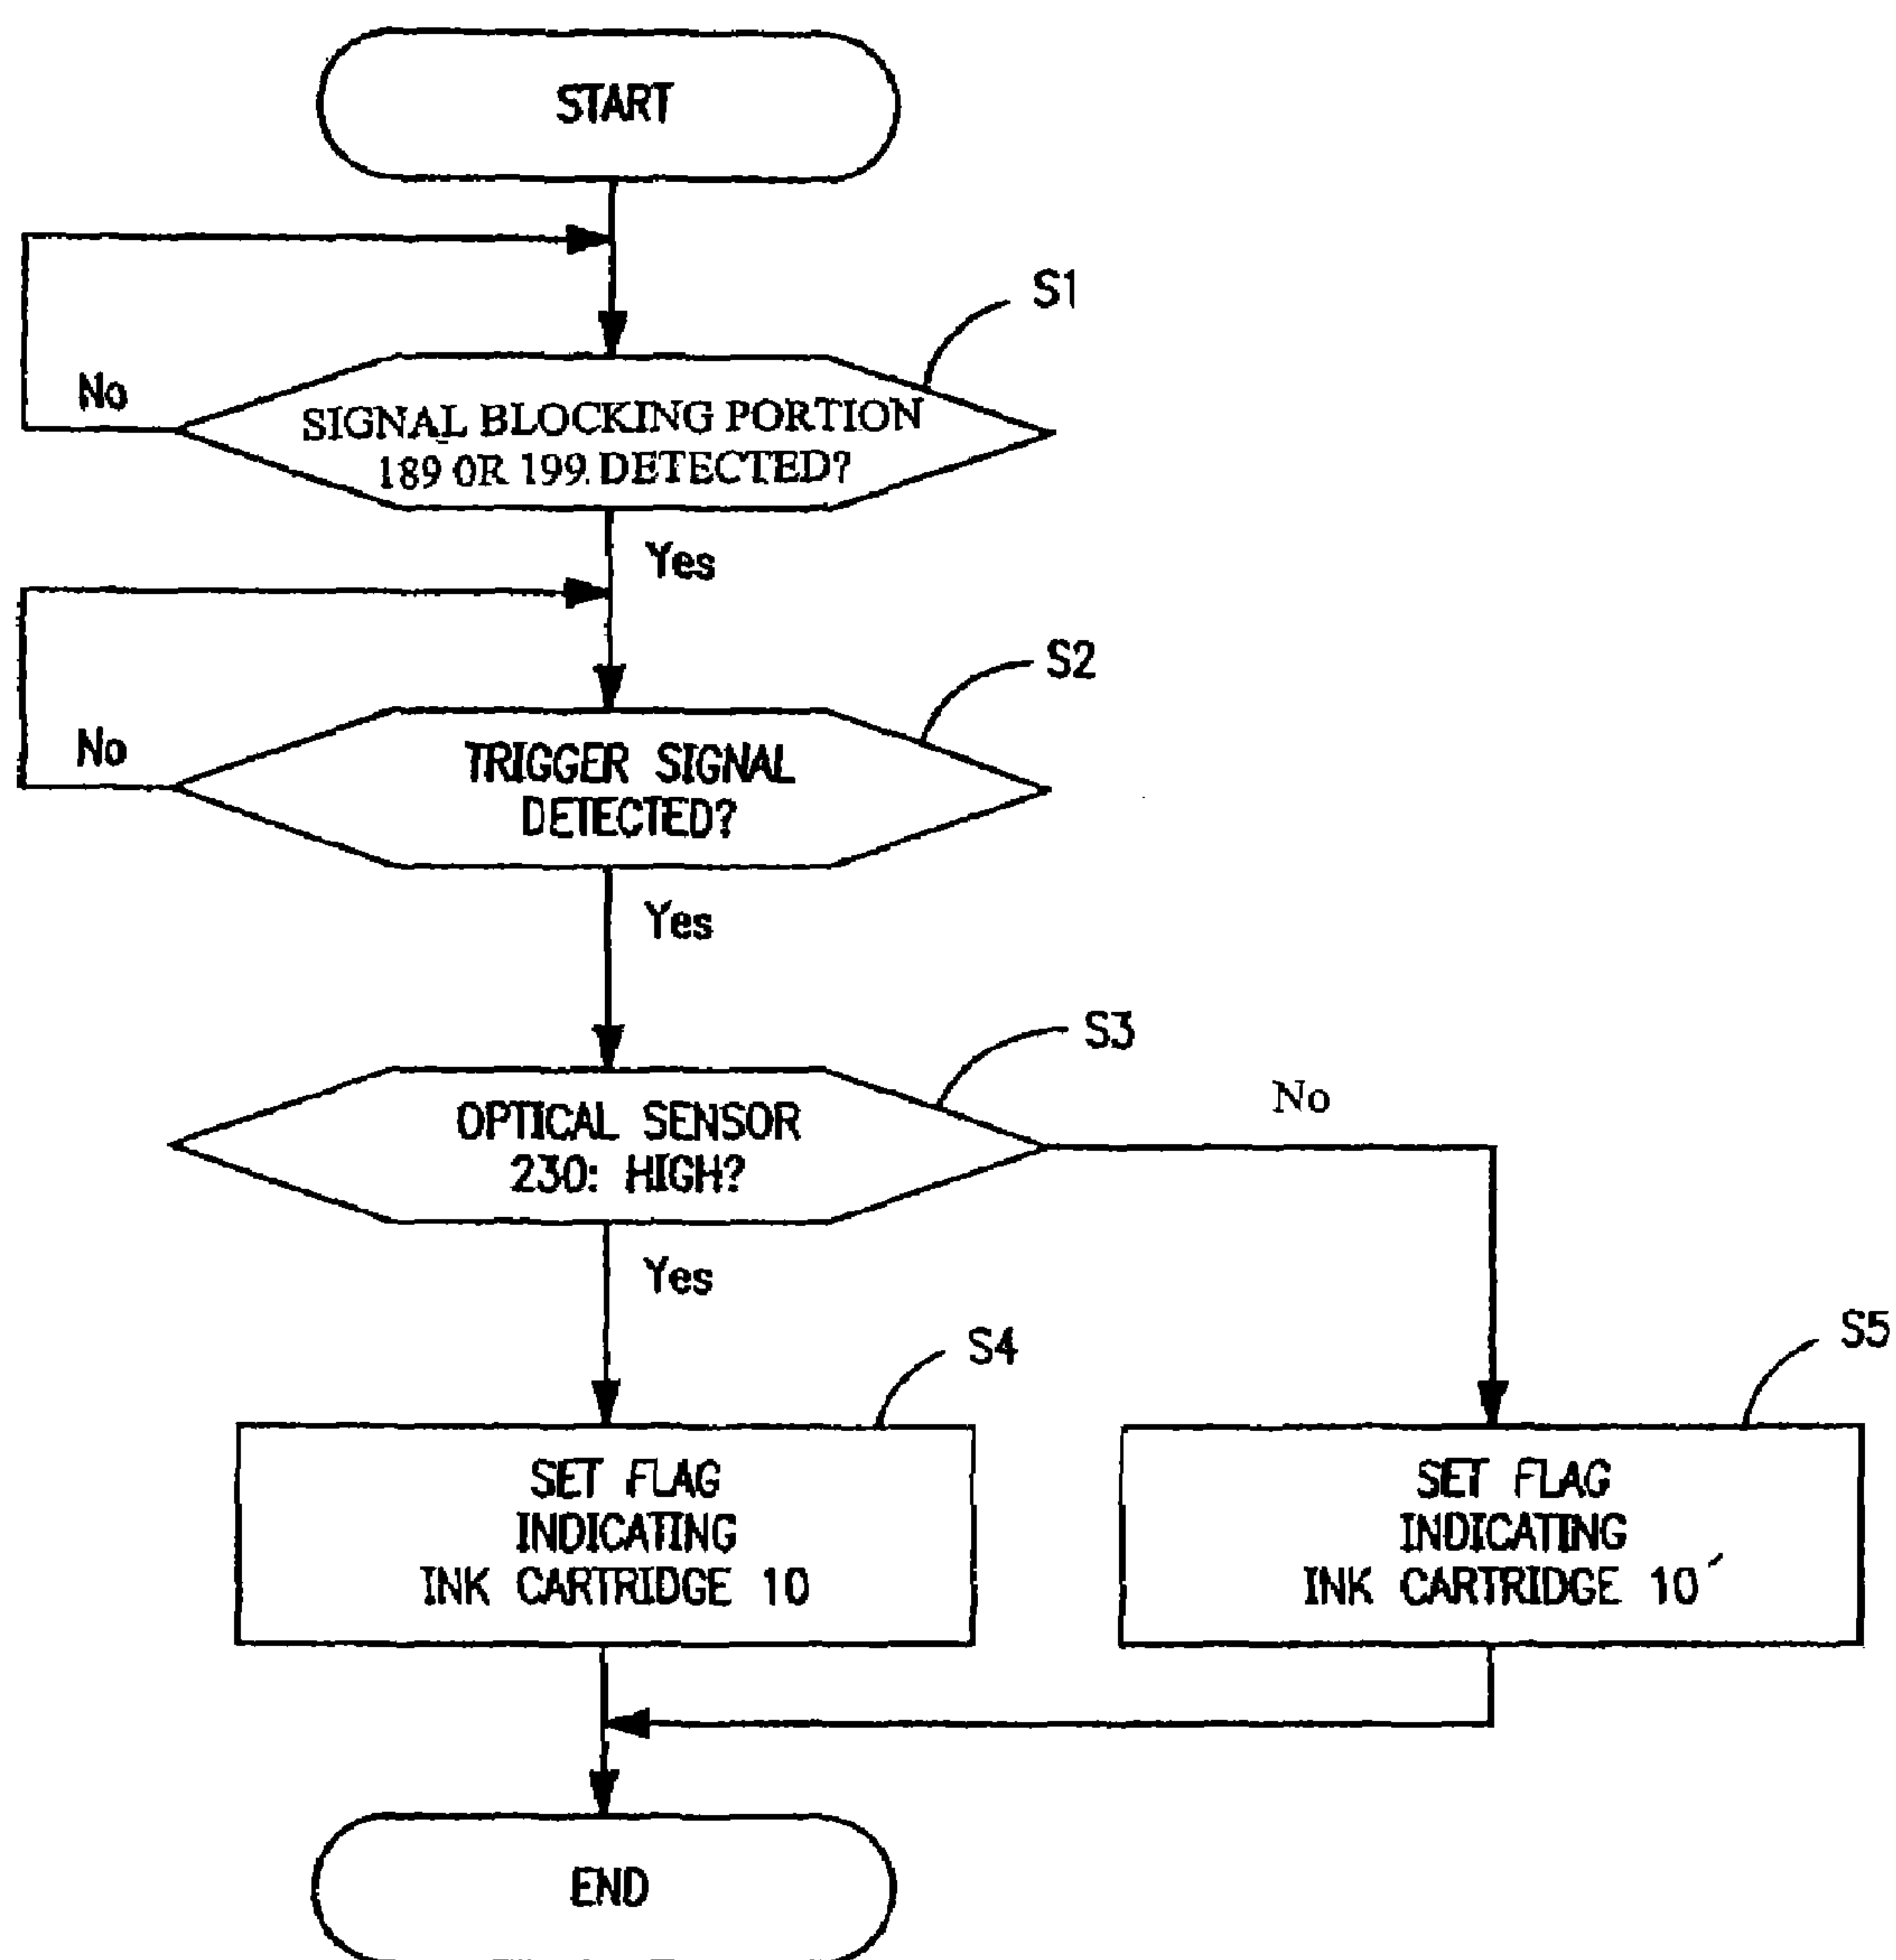 START
S1
No
SIGNAL BLOCKING PORTION
189 OR 199. DETECTED?
Yes
S2
No
TRIGGER SIGNAL
DETECTED?
Yes
S3
No
OPTICAL SENSOR
230: HIGH?
Yes
S4
S5
SET FLAG
INDICATING
INK CARTRIDGE 10
SET FLAG
INDICATING
INK CARTRIDGE 10´
END